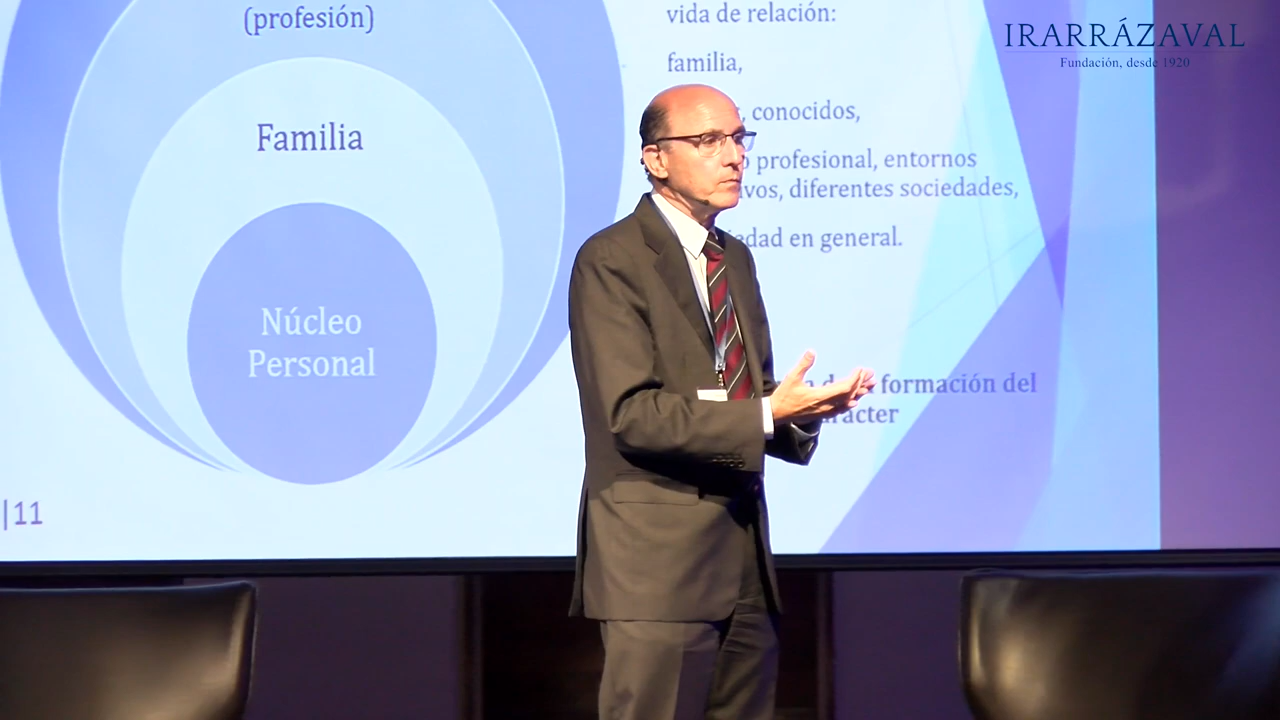 (profesión)
Familia
Núcleo
Personal
|11
vida de relación:
familia,
conocidos,
profesional, entornos
diferentes sociedades,
en general.
formación del
IRARRÁZAVAL
Fundación, desde 1920